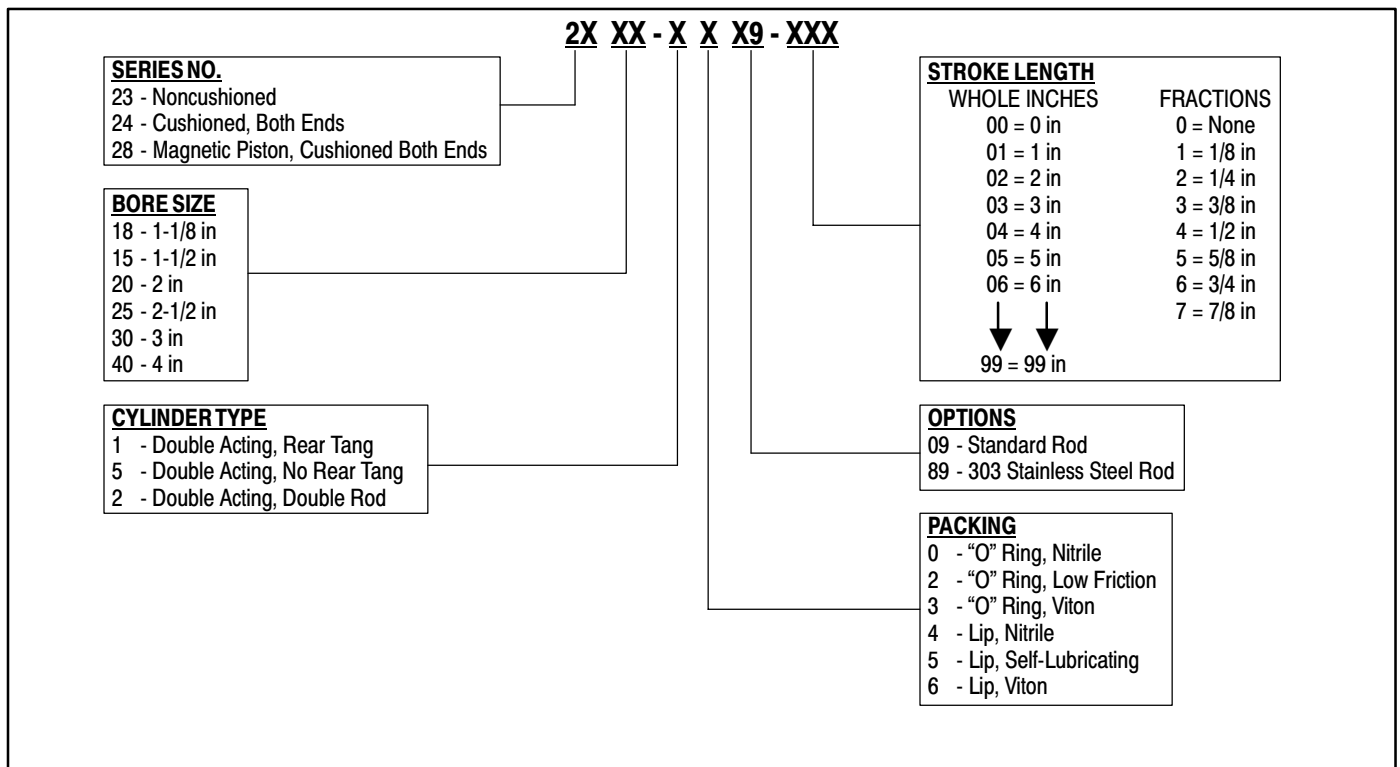 2X XX - X X X9 - XXX
SERIES NO.
23 - Noncushioned
24 - Cushioned, Both Ends
28 - Magnetic Piston, Cushioned Both Ends
BORE SIZE
18 - 1-1/8 in
15 - 1-1/2 in
20 - 2 in
25 - 2-1/2 in
30 - 3 in
40 - 4 in
CYLINDER TYPE
1 - Double Acting, Rear Tang
5 - Double Acting, No Rear Tang
2 - Double Acting, Double Rod
STROKE LENGTH
WHOLE INCHES FRACTIONS
00 = 0 in 0 = None
01 = 1 in 1 = 1/8 in
02 = 2 in 2 = 1/4 in
03 = 3 in 3 = 3/8 in
04 = 4 in 4 = 1/2 in
05 = 5 in 5 = 5/8 in
06 = 6 in 6 = 3/4 in
7 = 7/8 in
99 = 99 in
OPTIONS
09 - Standard Rod
89 - 303 Stainless Steel Rod
PACKING
0 - “O” Ring, Nitrile
2 - “O” Ring, Low Friction
3 - “O” Ring, Viton
4 - Lip, Nitrile
5 - Lip, Self-Lubricating
6 - Lip, Viton